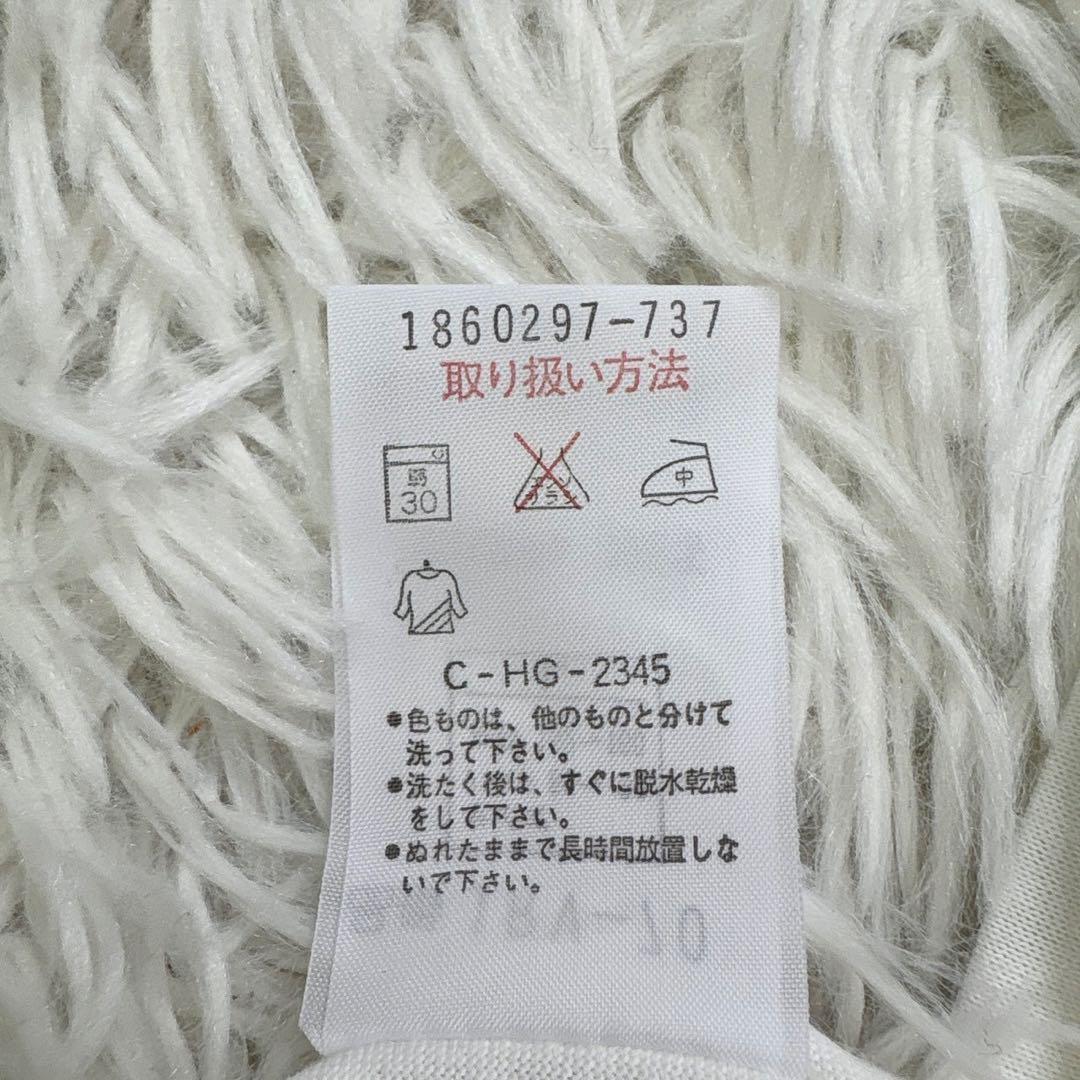 1860297-737
取り扱い方法
弱
30
中
C-HG-2345
●色ものは、他のものと分けて
洗って下さい。
●洗たく後は、すぐに脱水乾燥
をして下さい。
●ぬれたままで長時間放置しな
いで下さい。